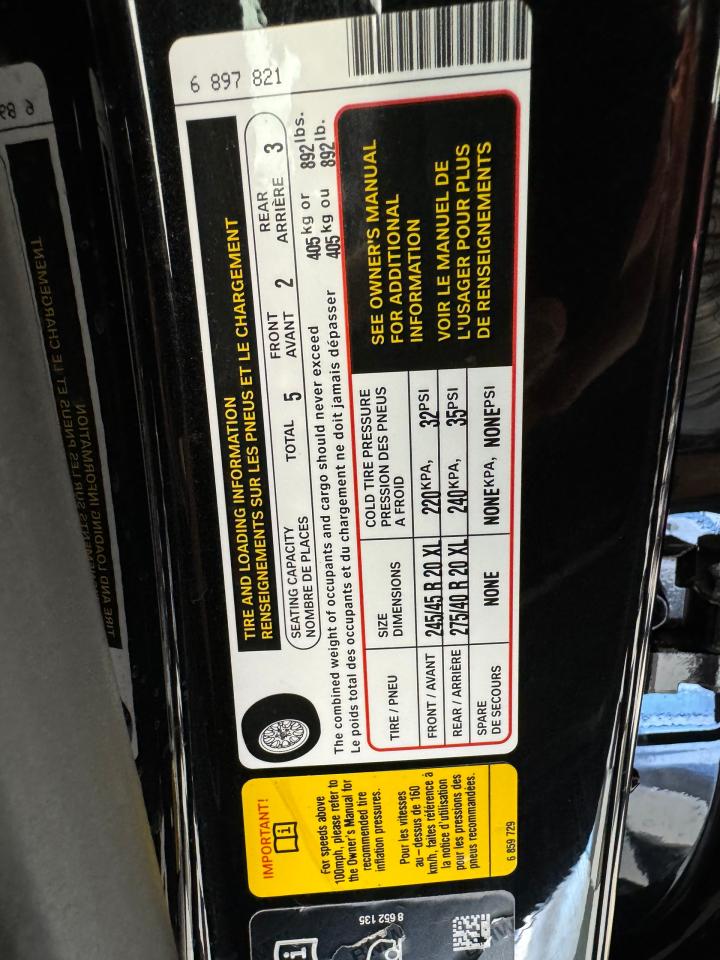 6 897 821
TIRE AND LOADING INFORMATION
RENSEIGNEMENTS SUR LES PNEUS ET LE CHARGEMENT
SEATING CAPACITY
NOMBRE DE PLACES
TOTAL 5
FRONT
AVANT 2
REAR
ARRIÈRE 3
The combined weight of occupants and cargo should never exceed 405 kg or 892 lbs.
Le poids total des occupants et du chargement ne doit jamais dépasser 405 kg ou 892 lb.
TIRE / PNEU
SIZE
DIMENSIONS
COLD TIRE PRESSURE
PRESSION DES PNEUS
A FROID
FRONT / AVANT 245/45 R 20 XL 220 KPA, 32 PSI
REAR / ARRIÈRE 275/40 R 20 XL 240 KPA, 35 PSI
SPARE
DE SECOURS
NONE NONE KPA, NONE PSI
SEE OWNER'S MANUAL
FOR ADDITIONAL
INFORMATION
VOIR LE MANUEL DE
L'USAGER POUR PLUS
DE RENSEIGNEMENTS
IMPORTANT!
For speeds above
100mph, please refer to
the Owner's Manual for
recommended tire
inflation pressures.
Pour les vitesses
au-dessus de 160
km/h, faites référence à
la notice d'utilisation
pour les pressions des
pneus recommandées.
6 859 729
8 652 135